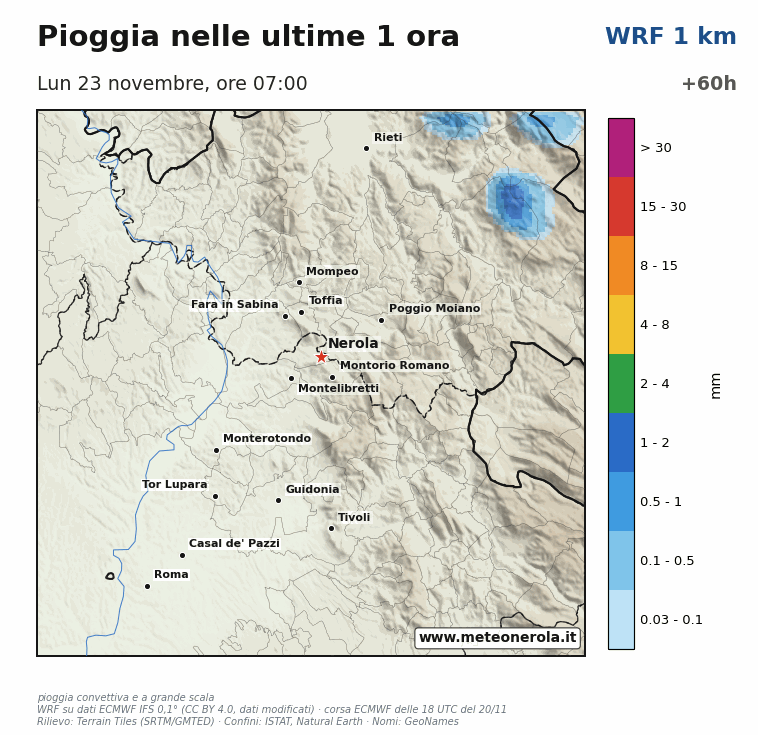 Pioggia nelle ultime 1 ora
WRF 1 km
Lun 23 novembre, ore 07:00
+60h
Rieti
Mompeo
Fara in Sabina
Toffia
Poggio Moiano
Nerola
Montorio Romano
Montelibretti
Monterotondo
Tor Lupara
Guidonia
Tivoli
Casal de' Pazzi
Roma
www.meteonerola.it
> 30
15 - 30
8 - 15
4 - 8
2 - 4
1 - 2
0.5 - 1
0.1 - 0.5
0.03 - 0.1
mm
pioggia convettiva e a grande scala
WRF su dati ECMWF IFS 0,1° (CC BY 4.0, dati modificati) · corsa ECMWF delle 18 UTC del 20/11
Rilievo: Terrain Tiles (SRTM/GMTED) · Confini: ISTAT, Natural Earth · Nomi: GeoNames